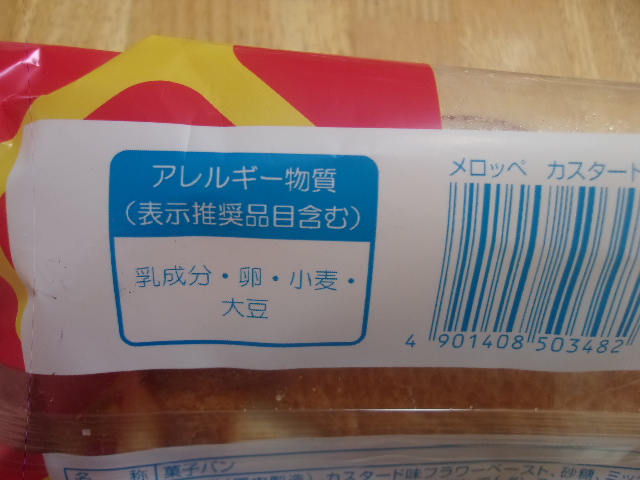 アレルギー物質
(表示推奨品目含む)
乳成分・卵・小麦・
大豆
メロッペ カスタード
4 901408 503482
名 称 菓子パン
カスタード味フラワーペースト、砂糖、